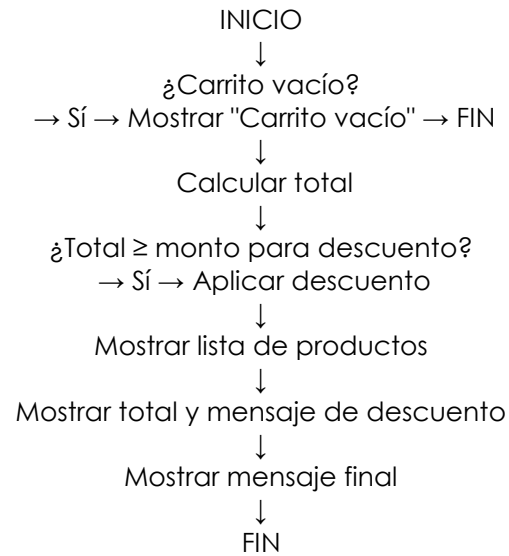 INICIO
↓
¿Carrito vacío?
→ Sí → Mostrar "Carrito vacío" → FIN
↓
Calcular total
↓
¿Total ≥ monto para descuento?
→ Sí → Aplicar descuento
↓
Mostrar lista de productos
↓
Mostrar total y mensaje de descuento
↓
Mostrar mensaje final
↓
FIN